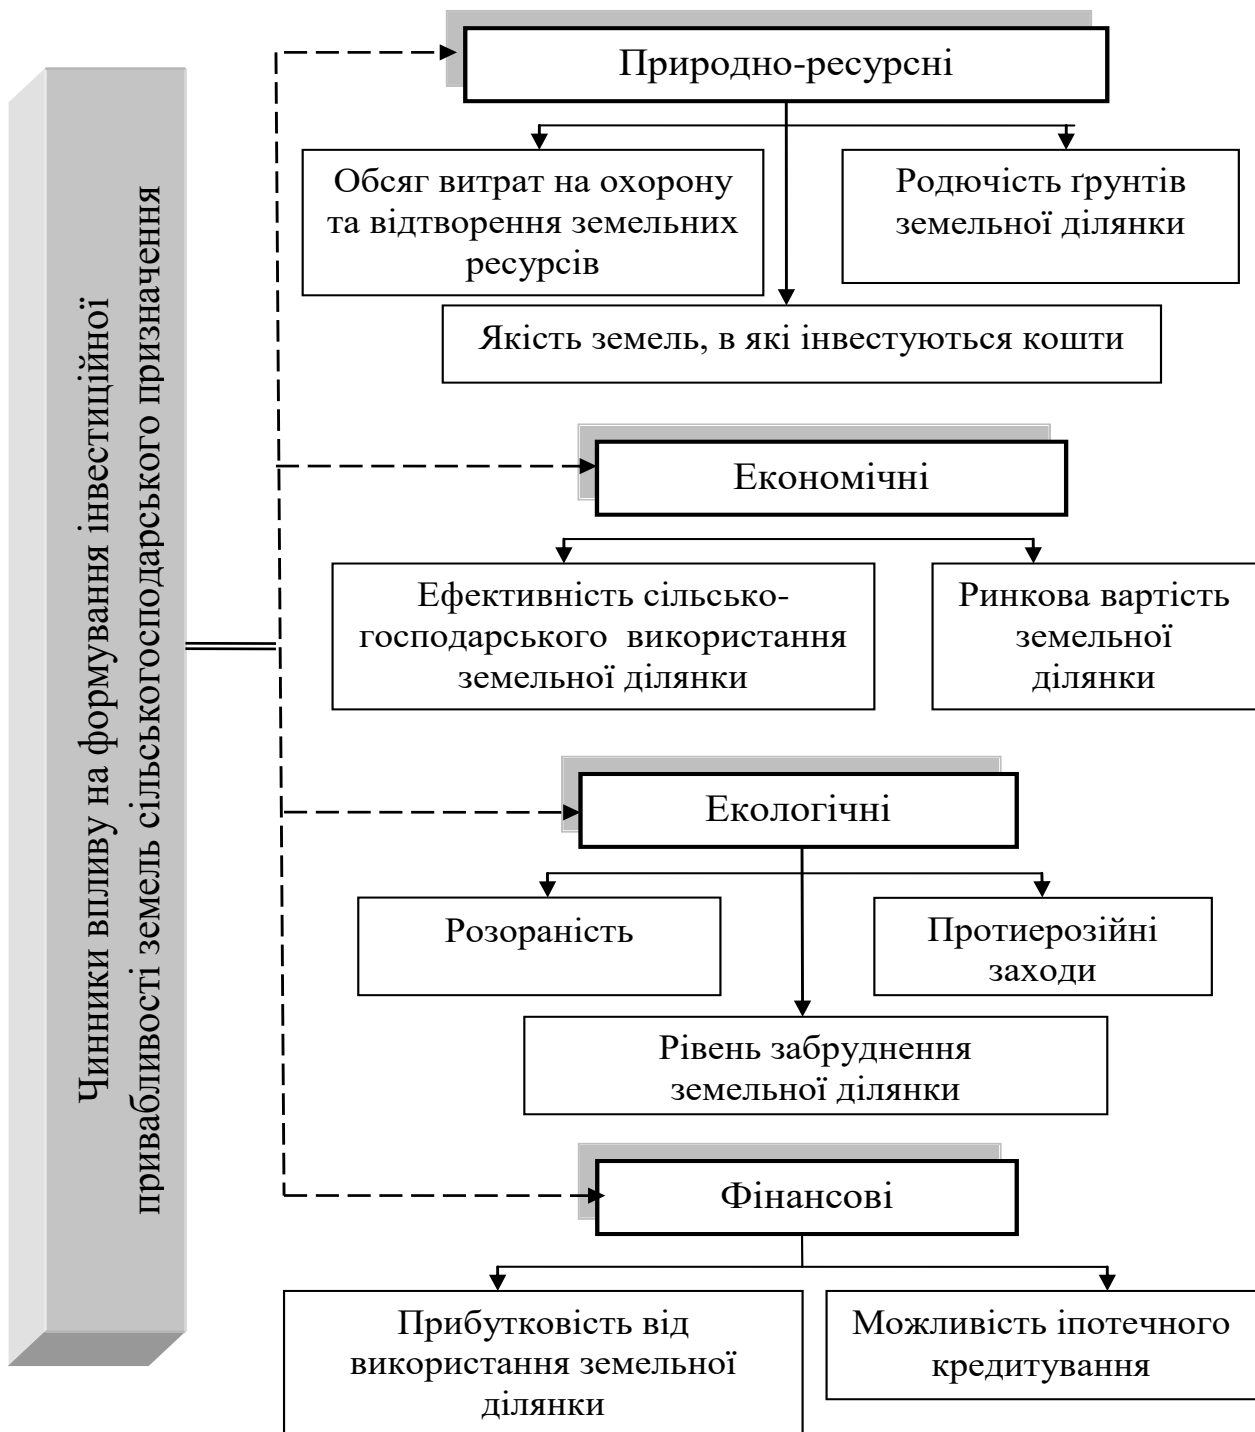 Чинники впливу на формування інвестиційної
привабливості земель сільськогосподарського призначення
Природно-ресурсні
Обсяг витрат на охорону
та відтворення земельних
ресурсів
Родючість ґрунтів
земельної ділянки
Якість земель, в які інвестуються кошти
Економічні
Ефективність сільсько-
господарського використання
земельної ділянки
Ринкова вартість
земельної
ділянки
Екологічні
Розораність
Протиерозійні
заходи
Рівень забруднення
земельної ділянки
Фінансові
Прибутковість від
використання земельної
ділянки
Можливість іпотечного
кредитування